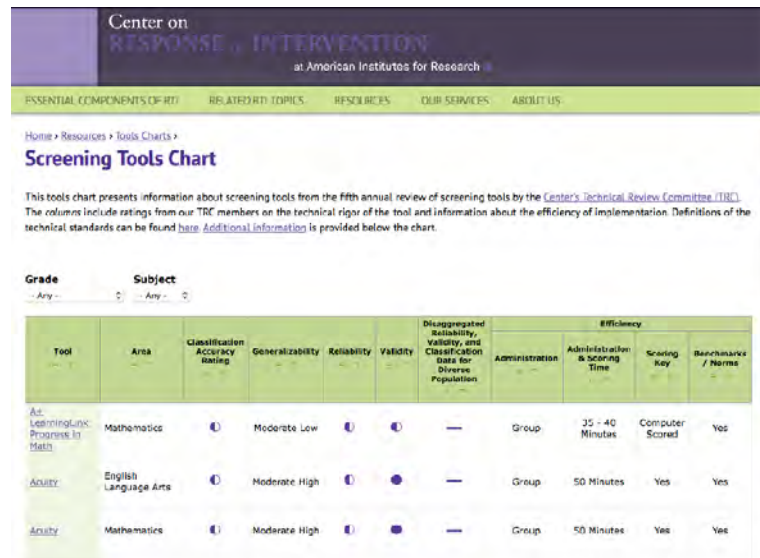 Center on
RESPONSE to INTERVENTION
at American Institutes for Research
ESSENTIAL COMPONENTS OF RTI RELATED RTI TOPICS RESOURCES OUR SERVICES ABOUT US
Home › Resources › Tools Charts ›
Screening Tools Chart
This tools chart presents information about screening tools from the fifth annual review of screening tools by the Center's Technical Review Committee (TRC).
The columns include ratings from our TRC members on the technical rigor of the tool and information about the efficiency of implementation. Definitions of the
technical standards can be found here. Additional information is provided below the chart.
Grade Subject
- Any - - Any -
Tool Area Classification Accuracy Rating Generalizability Reliability Validity Disaggregated Reliability, Validity, and Classification Data for Diverse Population Efficiency
Administration Administration & Scoring Time Scoring Key Benchmarks / Norms
A+ LearningLink: Progress in Math Mathematics Moderate Low Group 35 - 40 Minutes Computer Scored Yes
Acuity English Language Arts Moderate High Group 50 Minutes Yes Yes
Acuity Mathematics Moderate High Group 50 Minutes Yes Yes